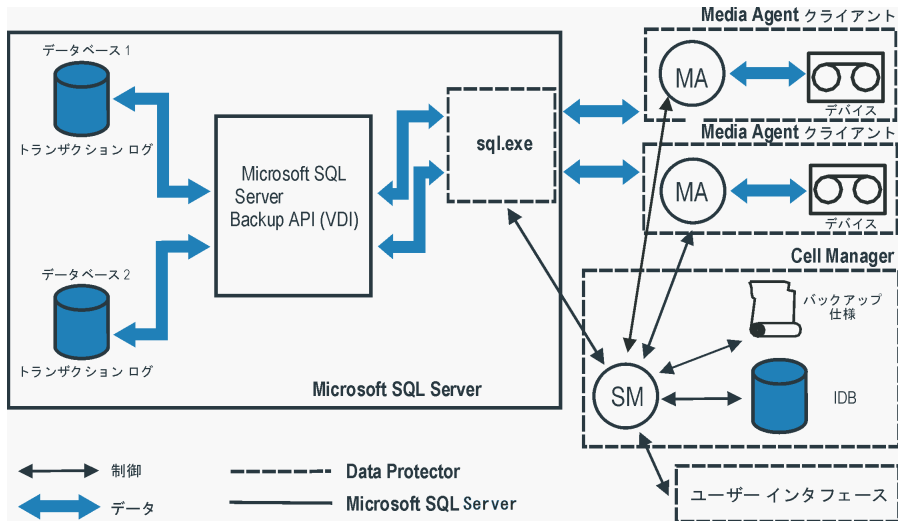 Media Agent クライアント
データベース 1
トランザクション ログ
Microsoft SQL
Server
Backup API (VDI)
sql.exe
MA
デバイス
Media Agent クライアント
MA
デバイス
データベース 2
トランザクション ログ
Microsoft SQL Server
Cell Manager
バックアップ
仕様
SM
IDB
制御
データ
Data Protector
Microsoft SQL Server
ユーザー インタフェース